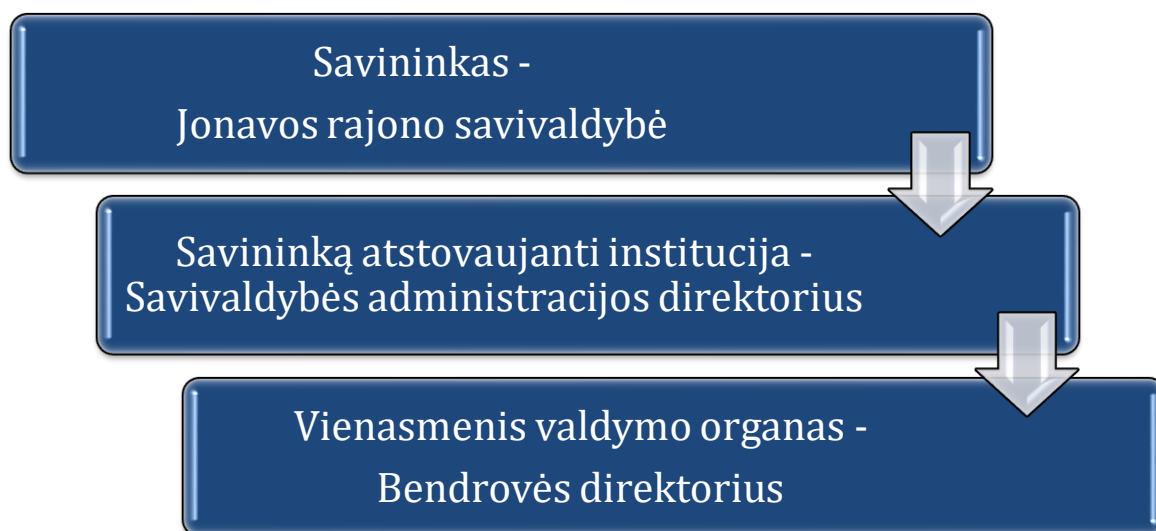 Savininkas -
Jonavos rajono savivaldybė
Savininką atstovaujanti institucija -
Savivaldybės administracijos direktorius
Vienasmenis valdymo organas -
Bendrovės direktorius